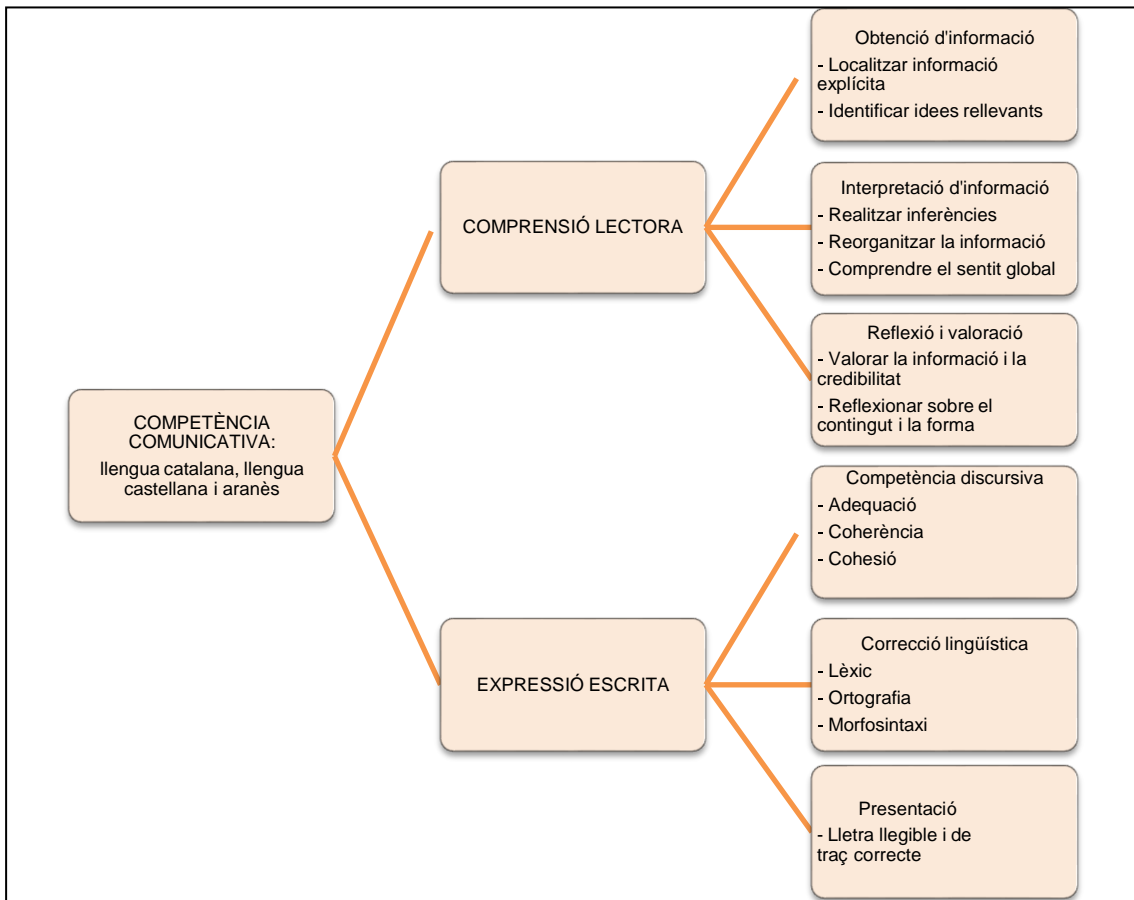 Obtenció d'informació
- Localitzar informació
explícita
- Identificar idees rellevants
COMPRENSIÓ LECTORA
Interpretació d'informació
- Realitzar inferències
- Reorganitzar la informació
- Comprendre el sentit global
Reflexió i valoració
- Valorar la informació i la
credibilitat
- Reflexionar sobre el
contingut i la forma
COMPETÈNCIA
COMUNICATIVA:
llengua catalana, llengua
castellana i aranès
Competència discursiva
- Adequació
- Coherència
- Cohesió
EXPRESSIÓ ESCRITA
Correcció lingüística
- Lèxic
- Ortografia
- Morfosintaxi
Presentació
- Lletra llegible i de
traç correcte